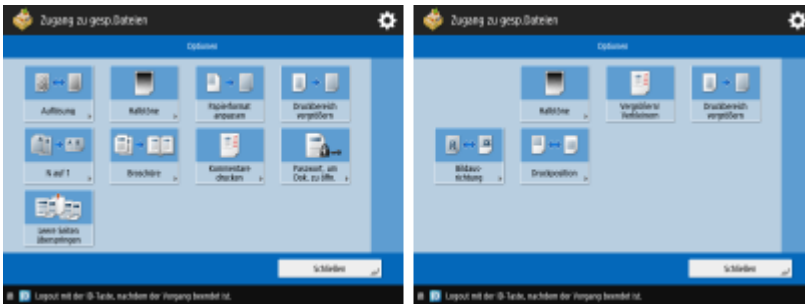 Zugang zu gesp.Dateien
Optionen
Auflösung
Halbtöne
Papierformat
anpassen
Druckbereich
vergrößern
N auf 1
Broschüre
Kommentare
drucken
Passwort, um
Dok. zu öffn.
Leere Seiten
überspringen
Schließen
Logout mit der ID-Taste, nachdem der Vorgang beendet ist.
Zugang zu gesp.Dateien
Optionen
Halbtöne
Vergrößern/
Verkleinern
Druckbereich
vergrößern
Bildaus-
richtung
Druckposition
Schließen
Logout mit der ID-Taste, nachdem der Vorgang beendet ist.